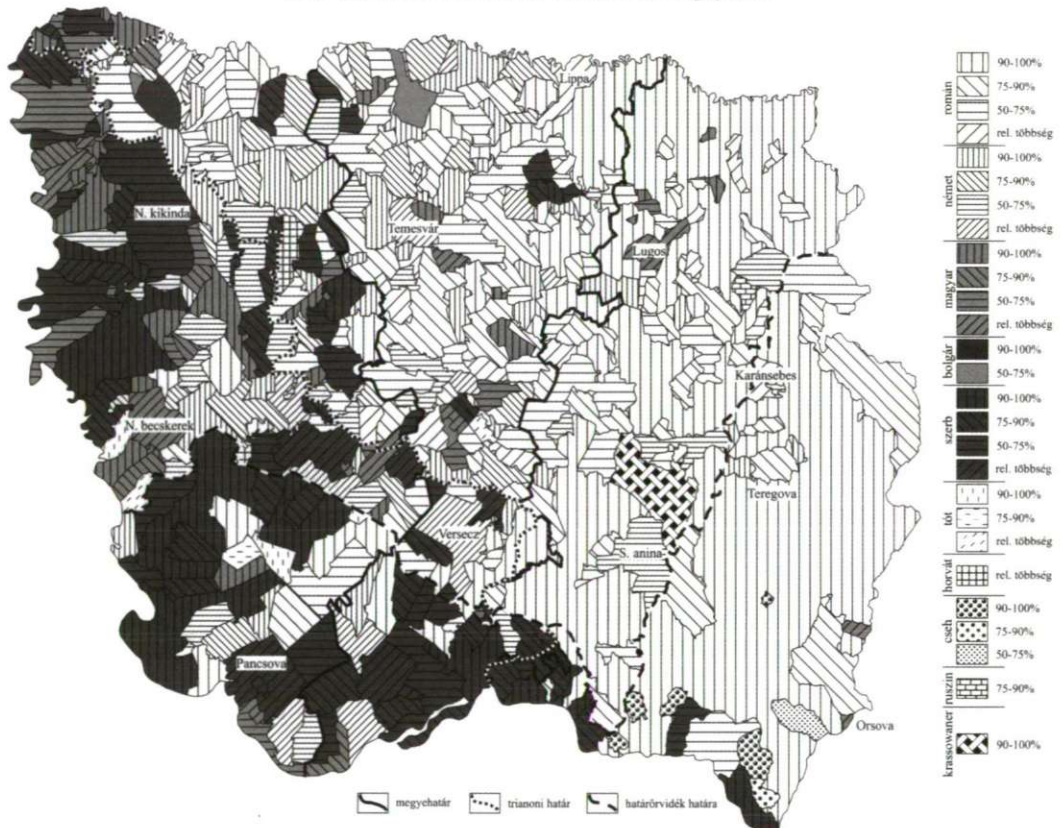 Lippa
N. kikinda
Temesvár
Lugos
Karánsebes
N. becskerek
Teregova
Versecz
S. anina
Pancsova
Orsova
román
90-100%
75-90%
50-75%
rel. többség
német
90-100%
75-90%
50-75%
rel. többség
magyar
90-100%
75-90%
50-75%
rel. többség
bolgár
90-100%
50-75%
szerb
90-100%
75-90%
50-75%
rel. többség
tót
90-100%
75-90%
rel. többség
horvát
rel. többség
cseh
90-100%
75-90%
50-75%
ruszin
75-90%
krassowaner
90-100%
megyehatár
trianoni határ
határőrvidék határa